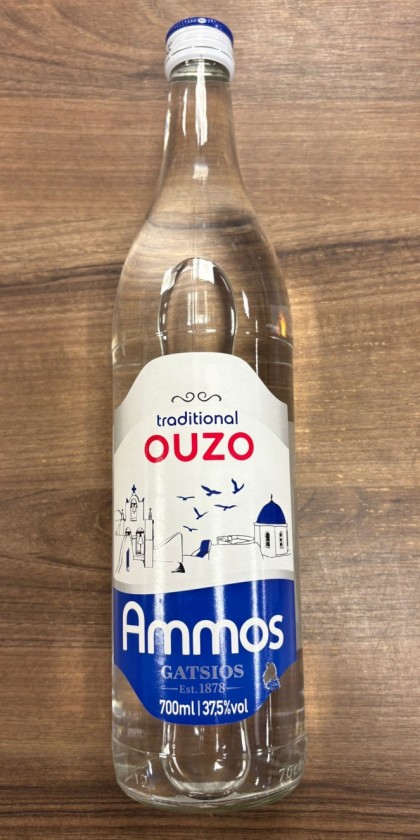 traditional
OUZO
Ammos
GATSIOS
Est. 1878
700ml | 37,5%vol